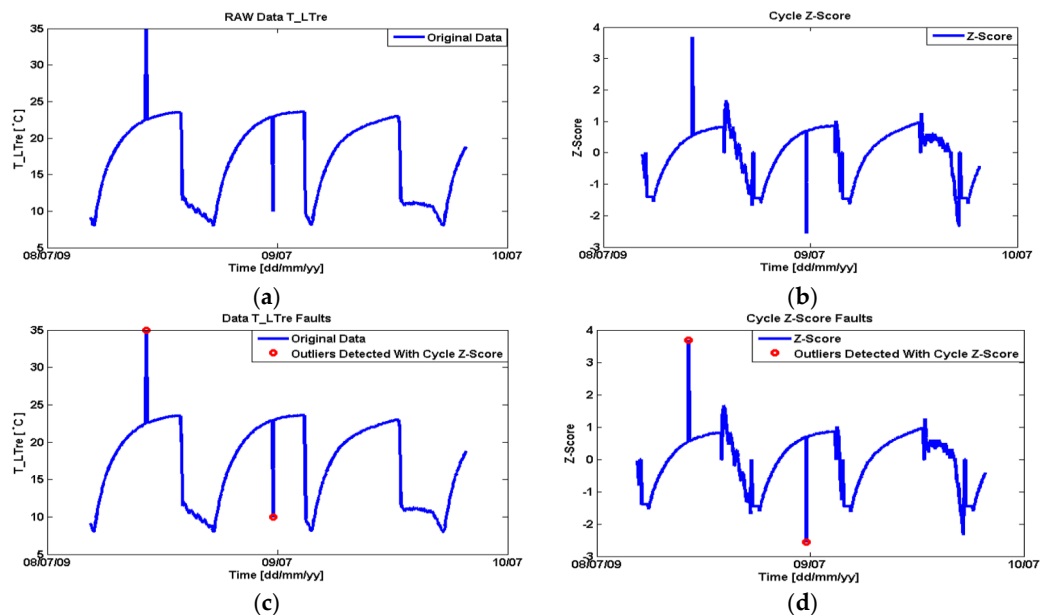 RAW Data T_LTre
Original Data
T_LTre [˚C]
35
30
25
20
15
10
5
08/07/09
09/07
10/07
Time [dd/mm/yy]
(a)
Cycle Z-Score
Z-Score
Z-Score
4
3
2
1
0
-1
-2
-3
08/07/09
09/07
10/07
Time [dd/mm/yy]
(b)
Data T_LTre Faults
Original Data
Outliers Detected With Cycle Z-Score
T_LTre [˚C]
35
30
25
20
15
10
5
08/07/09
09/07
10/07
Time [dd/mm/yy]
(c)
Cycle Z-Score Faults
Z-Score
Outliers Detected With Cycle Z-Score
Z-Score
4
3
2
1
0
-1
-2
-3
08/07/09
09/07
10/07
Time [dd/mm/yy]
(d)